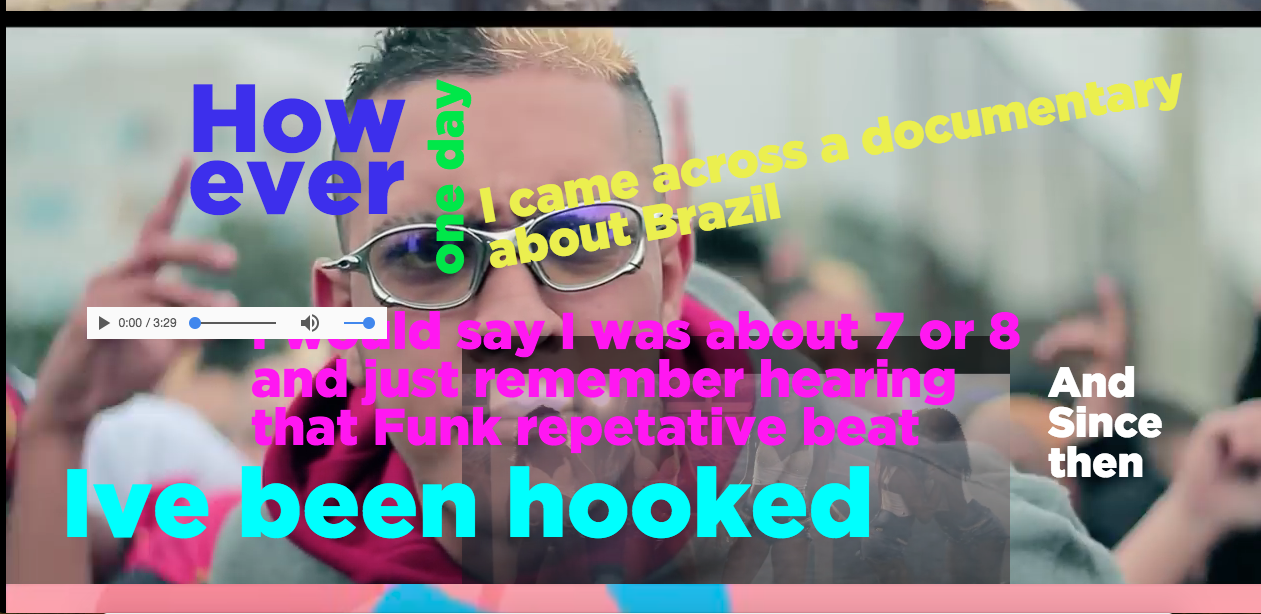 How
ever
one day
I came across a documentary
about Brazil
0:00 / 3:29
I would say I was about 7 or 8
and just remember hearing
that Funk repetative beat
And
Since
then
Ive been hooked